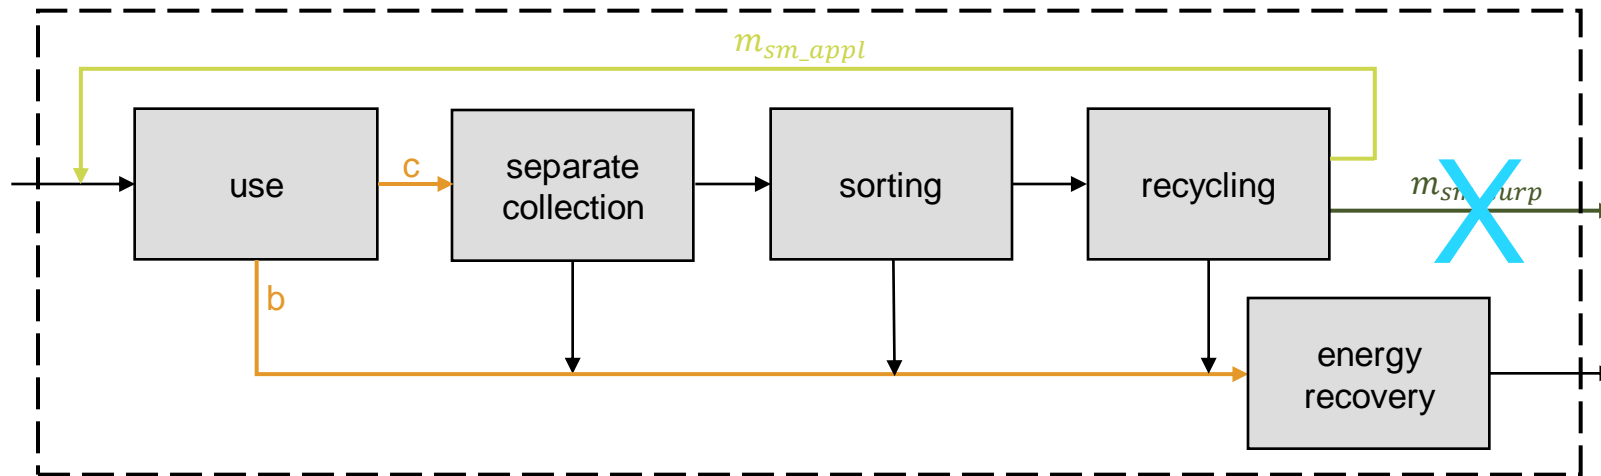 m_sm_appl
use
c
separate
collection
sorting
recycling
X
b
energy
recovery